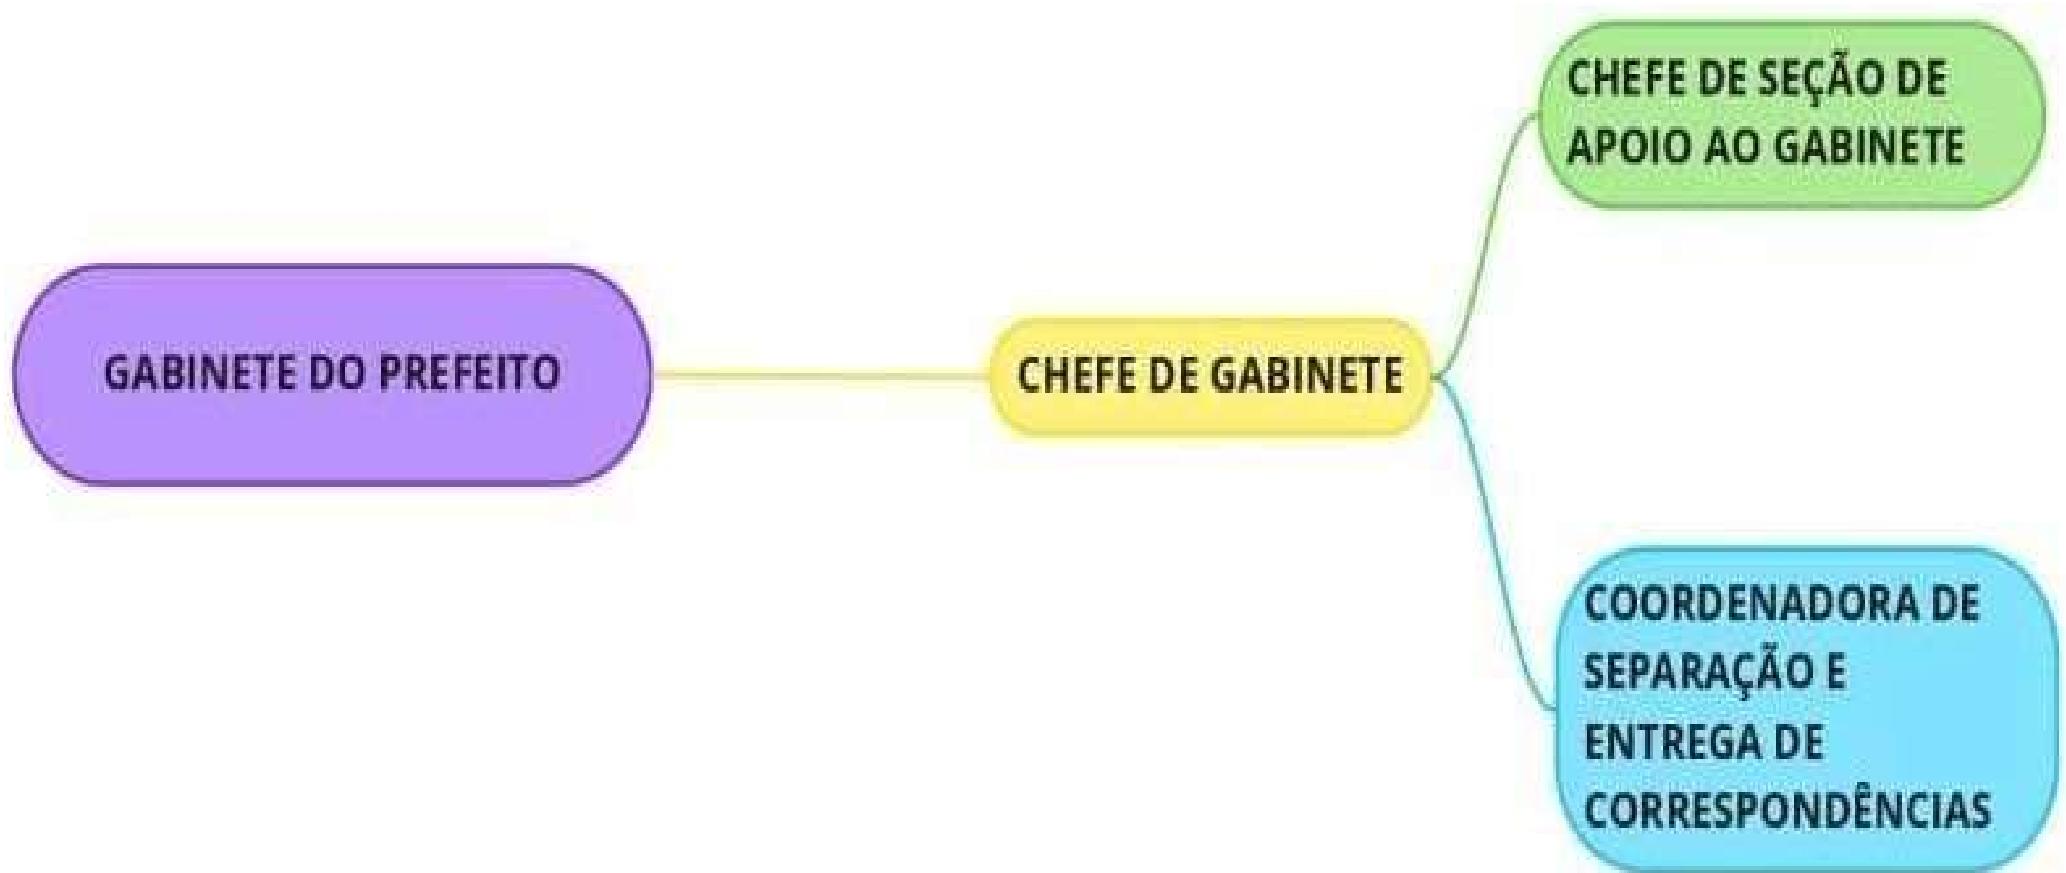 GABINETE DO PREFEITO
CHEFE DE GABINETE
CHEFE DE SEÇÃO DE
APOIO AO GABINETE
COORDENADORA DE
SEPARAÇÃO E
ENTREGA DE
CORRESPONDÊNCIAS